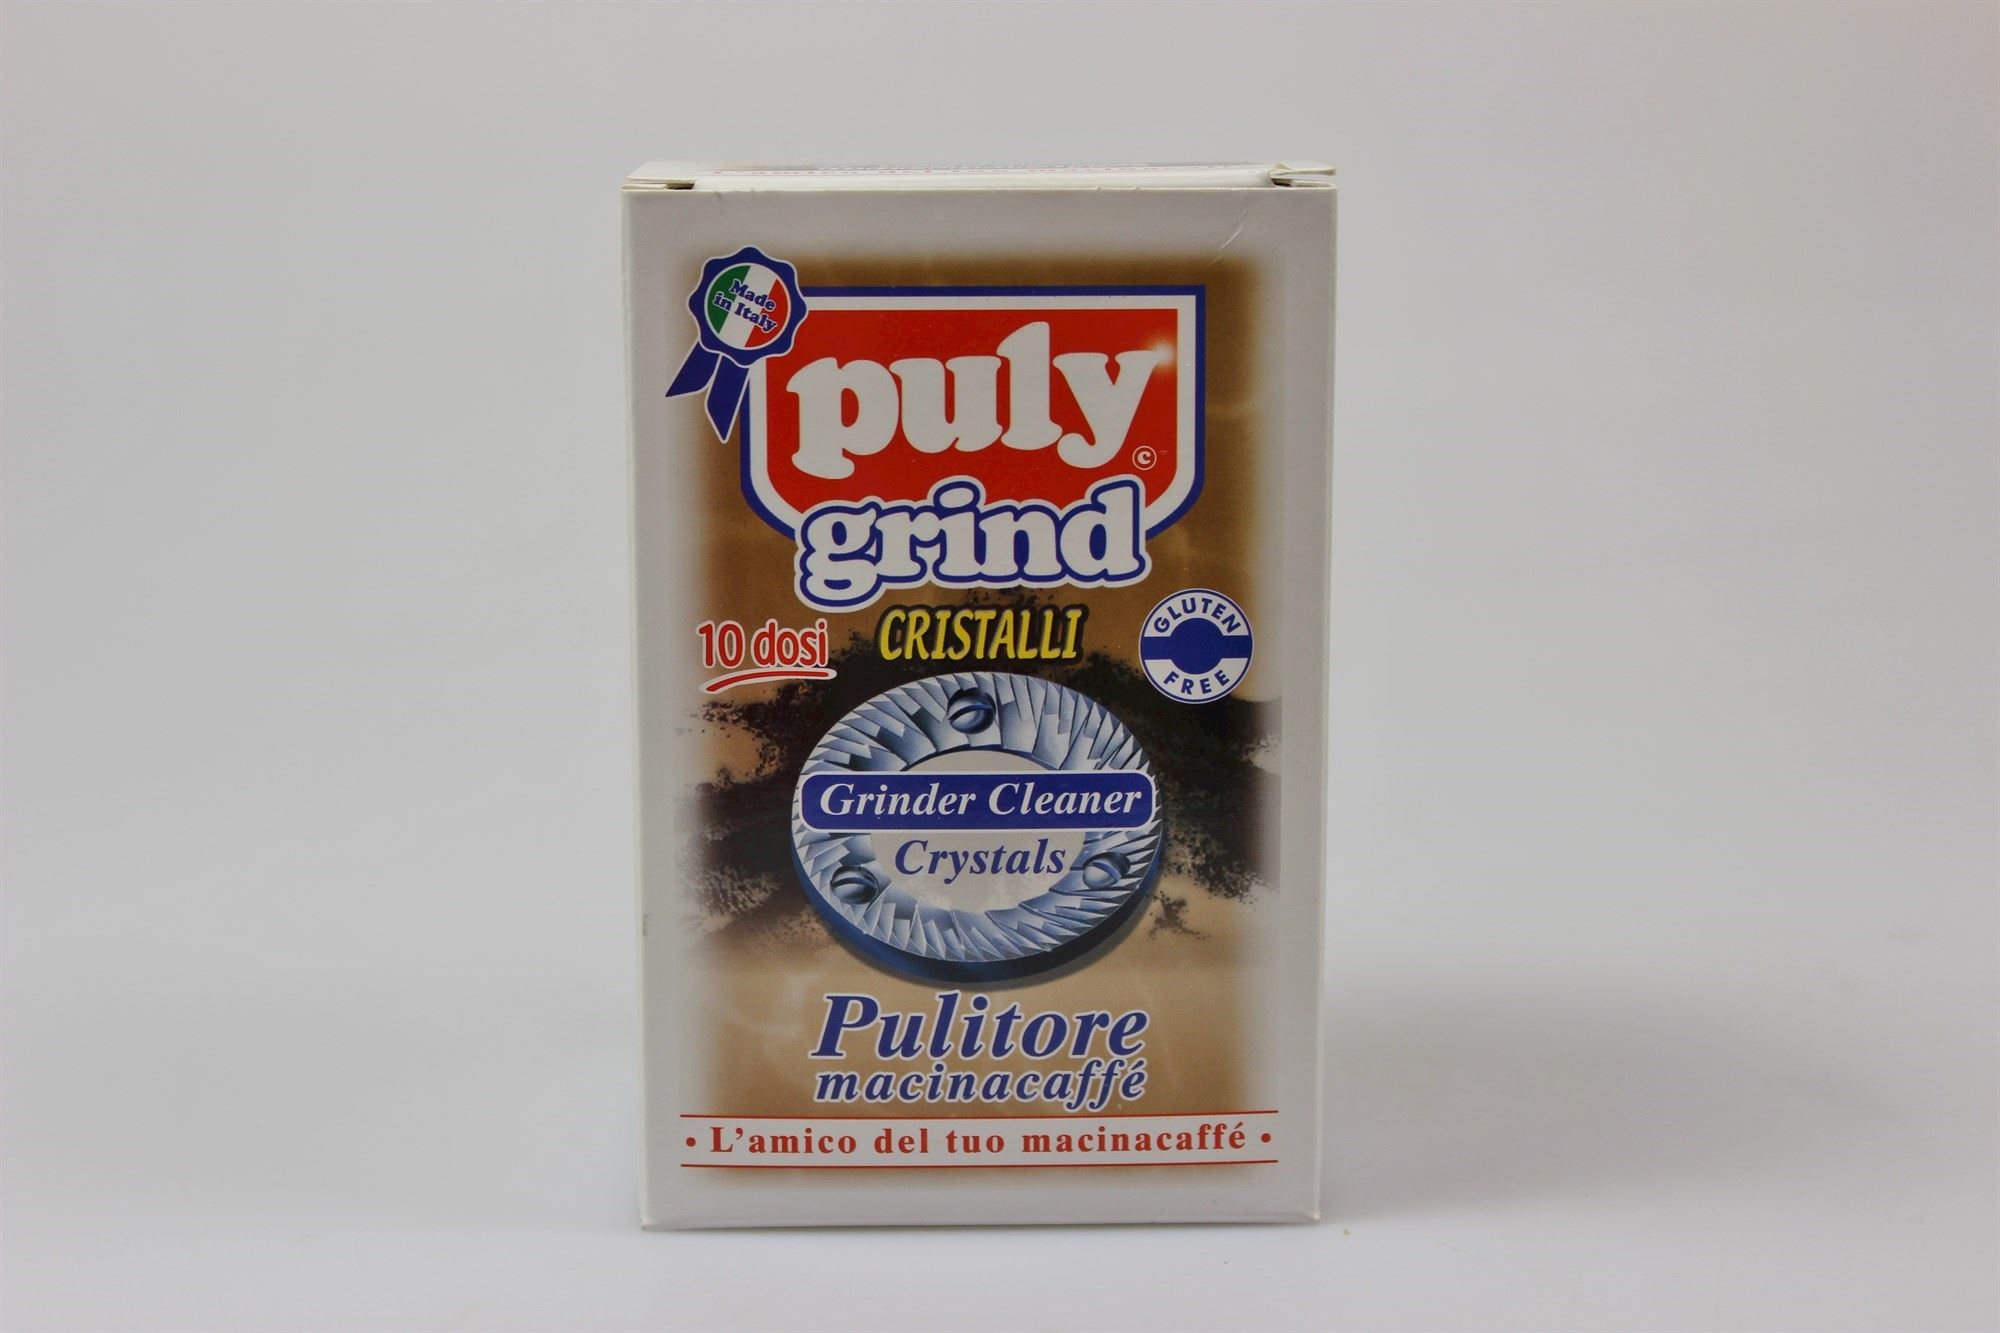 Made
in Italy
puly
©
grind
10 dosi
CRISTALLI
GLUTEN
FREE
Grinder Cleaner
Crystals
Pulitore
macinacaffé
• L'amico del tuo macinacaffé •